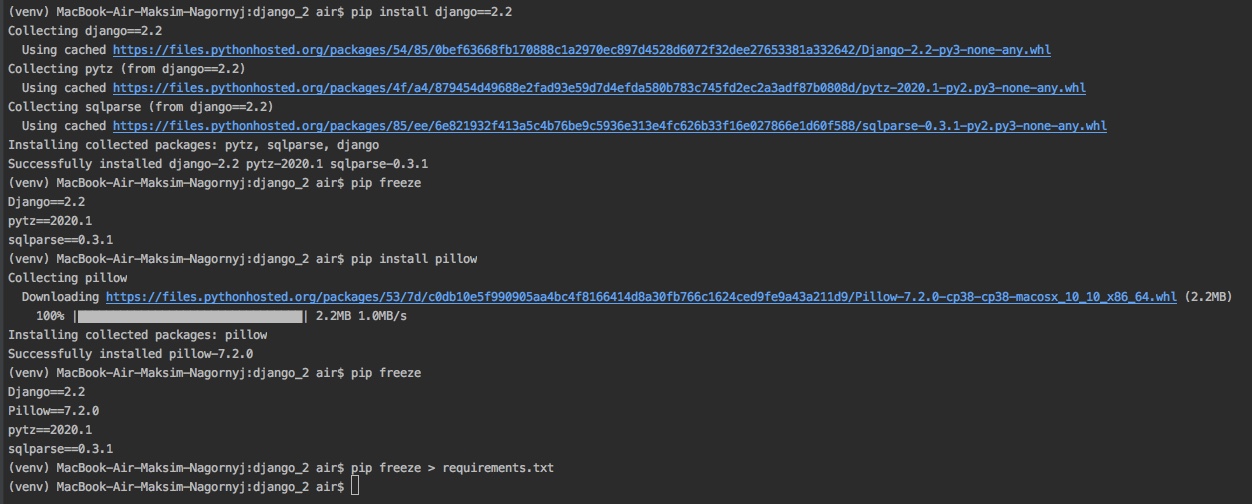 (venv) MacBook-Air-Maksim-Nagornyj:django_2 air$ pip install django==2.2
Collecting django==2.2
  Using cached https://files.pythonhosted.org/packages/54/85/0bef63668fb170888c1a2970ec897d4528d6072f32dee27653381a332642/Django-2.2-py3-none-any.whl
Collecting pytz (from django==2.2)
  Using cached https://files.pythonhosted.org/packages/4f/a4/879454d49688e2fad93e59d7d4efda580b783c745fd2ec2a3adf87b0808d/pytz-2020.1-py2.py3-none-any.whl
Collecting sqlparse (from django==2.2)
  Using cached https://files.pythonhosted.org/packages/85/ee/6e821932f413a5c4b76be9c5936e313e4fc626b33f16e027866e1d60f588/sqlparse-0.3.1-py2.py3-none-any.whl
Installing collected packages: pytz, sqlparse, django
Successfully installed django-2.2 pytz-2020.1 sqlparse-0.3.1
(venv) MacBook-Air-Maksim-Nagornyj:django_2 air$ pip freeze
Django==2.2
pytz==2020.1
sqlparse==0.3.1
(venv) MacBook-Air-Maksim-Nagornyj:django_2 air$ pip install pillow
Collecting pillow
  Downloading https://files.pythonhosted.org/packages/53/7d/c0db10e5f990905aa4bc4f8166414d8a30fb766c1624ced9fe9a43a211d9/Pillow-7.2.0-cp38-cp38-macosx_10_10_x86_64.whl (2.2MB)
    100% || 2.2MB 1.0MB/s
Installing collected packages: pillow
Successfully installed pillow-7.2.0
(venv) MacBook-Air-Maksim-Nagornyj:django_2 air$ pip freeze
Django==2.2
Pillow==7.2.0
pytz==2020.1
sqlparse==0.3.1
(venv) MacBook-Air-Maksim-Nagornyj:django_2 air$ pip freeze > requirements.txt
(venv) MacBook-Air-Maksim-Nagornyj:django_2 air$